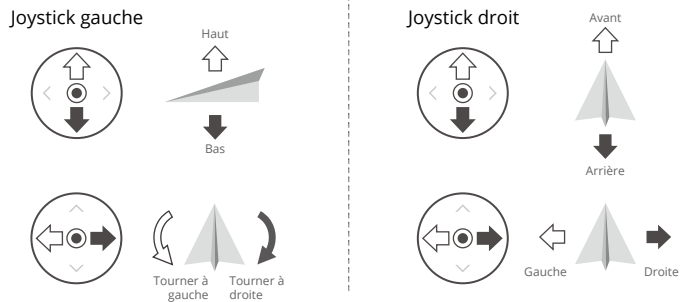 Joystick gauche
Haut
Bas
Tourner à
gauche
Tourner à
droite
Joystick droit
Avant
Arrière
Gauche
Droite